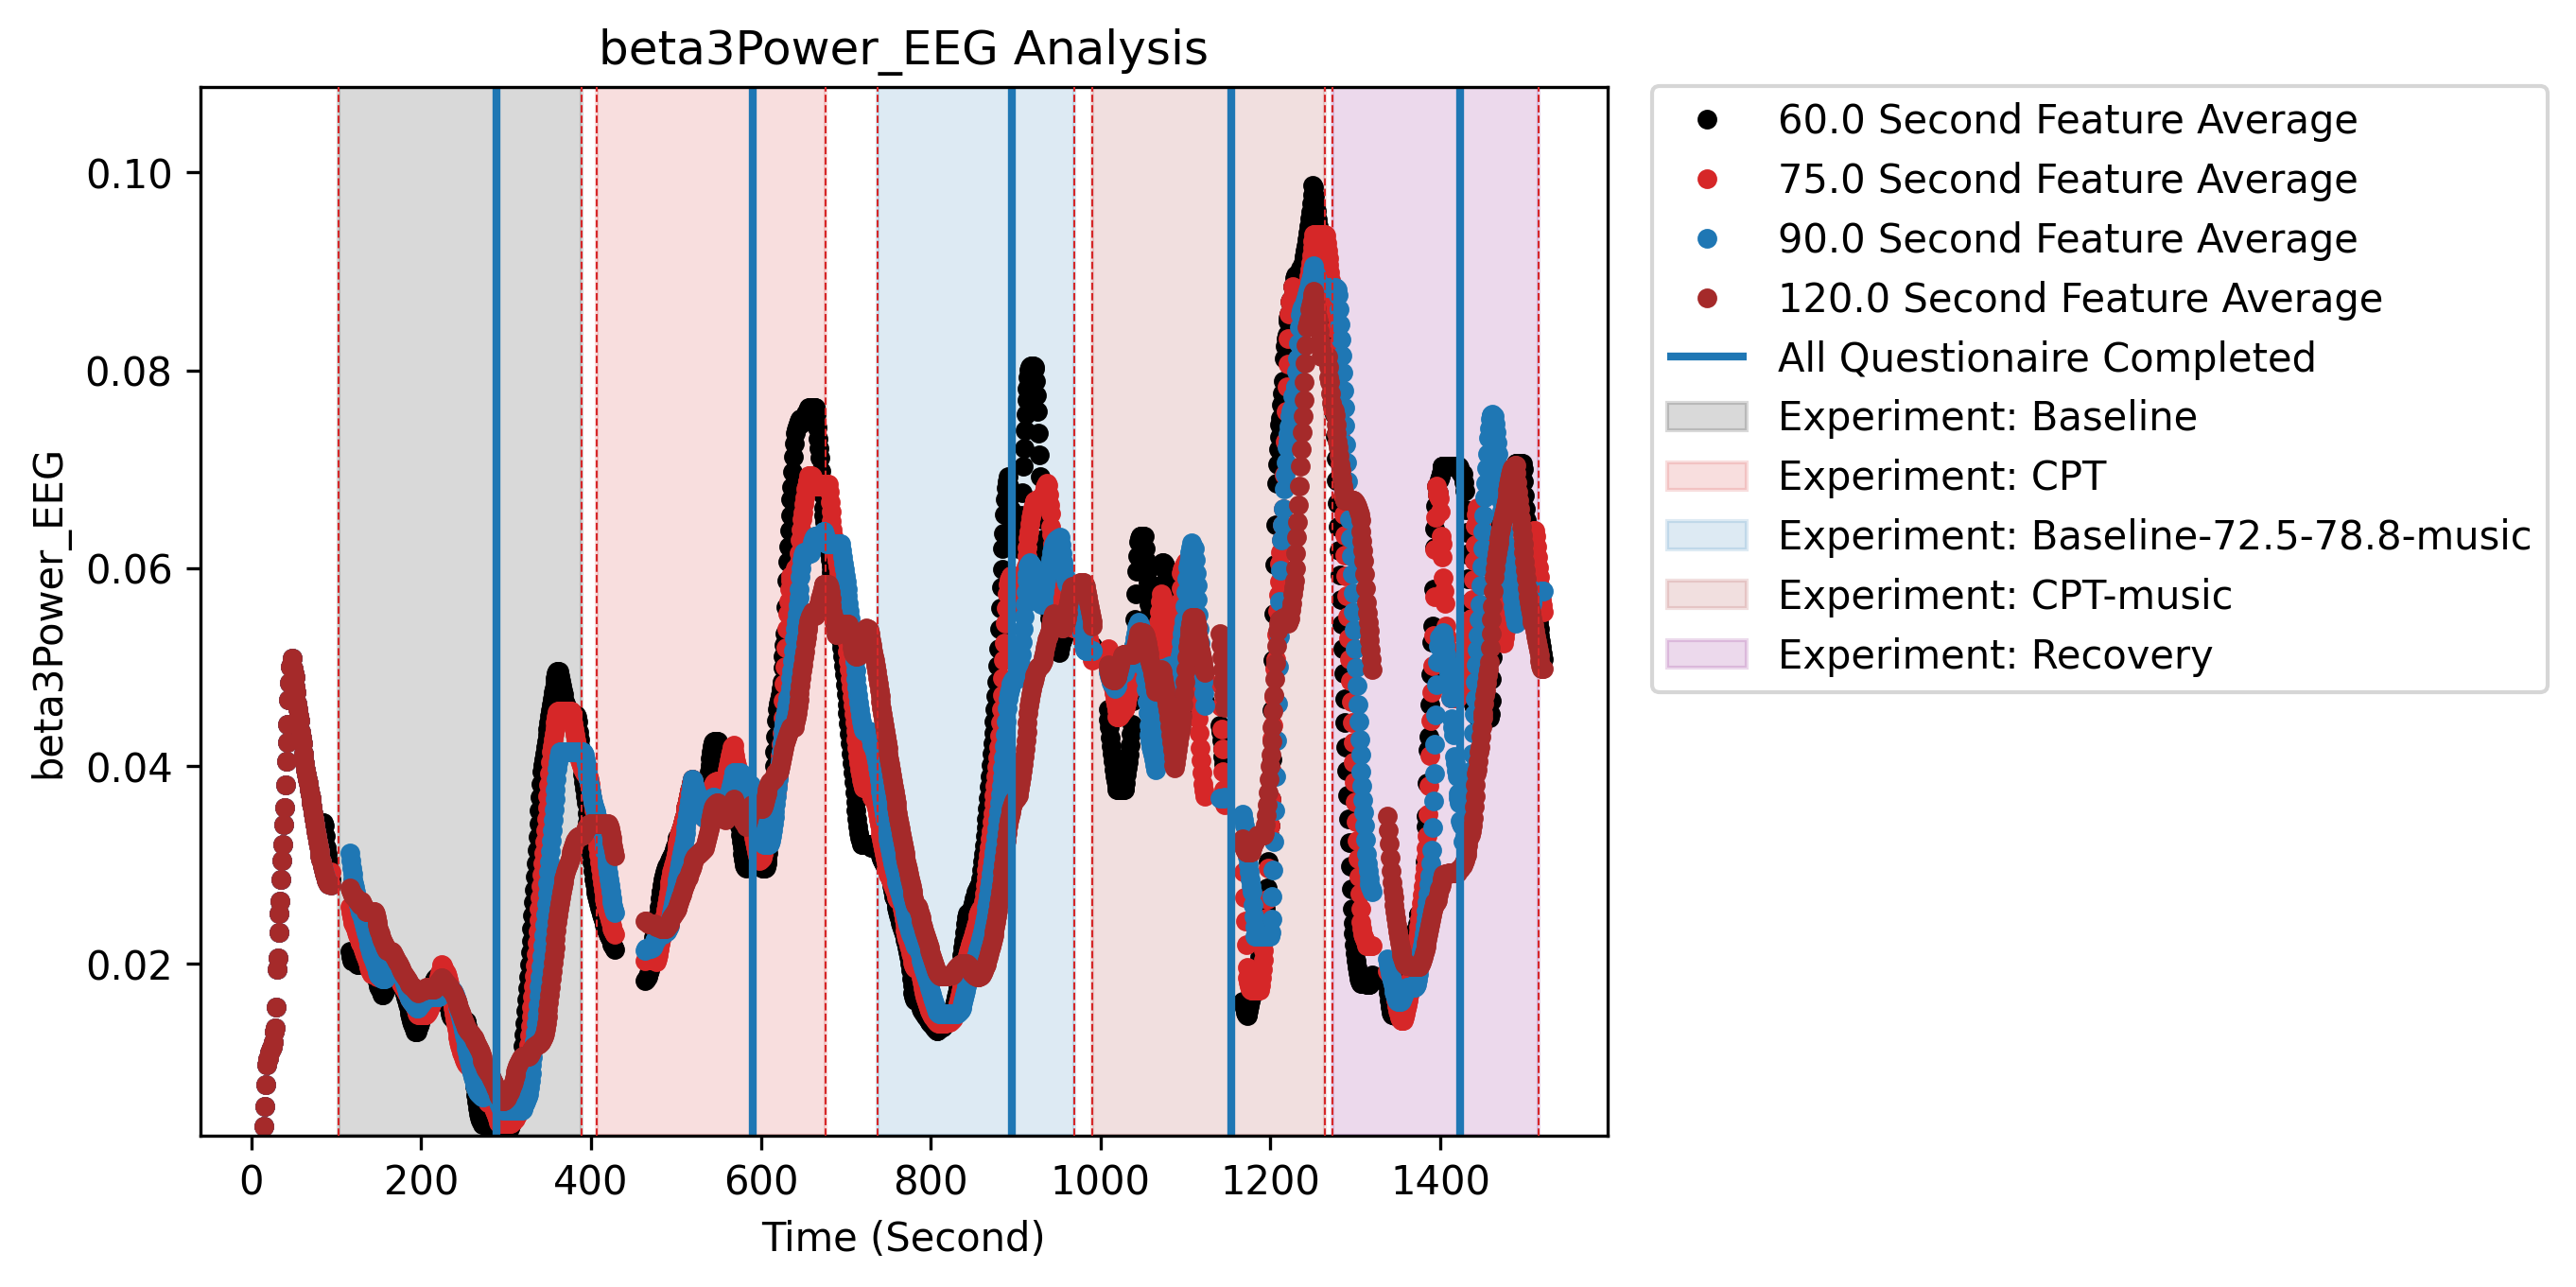 beta3Power_EEG Analysis
0.10
0.08
0.06
0.04
0.02
beta3Power_EEG
0 200 400 600 800 1000 1200 1400
Time (Second)
60.0 Second Feature Average
75.0 Second Feature Average
90.0 Second Feature Average
120.0 Second Feature Average
All Questionaire Completed
Experiment: Baseline
Experiment: CPT
Experiment: Baseline-72.5-78.8-music
Experiment: CPT-music
Experiment: Recovery